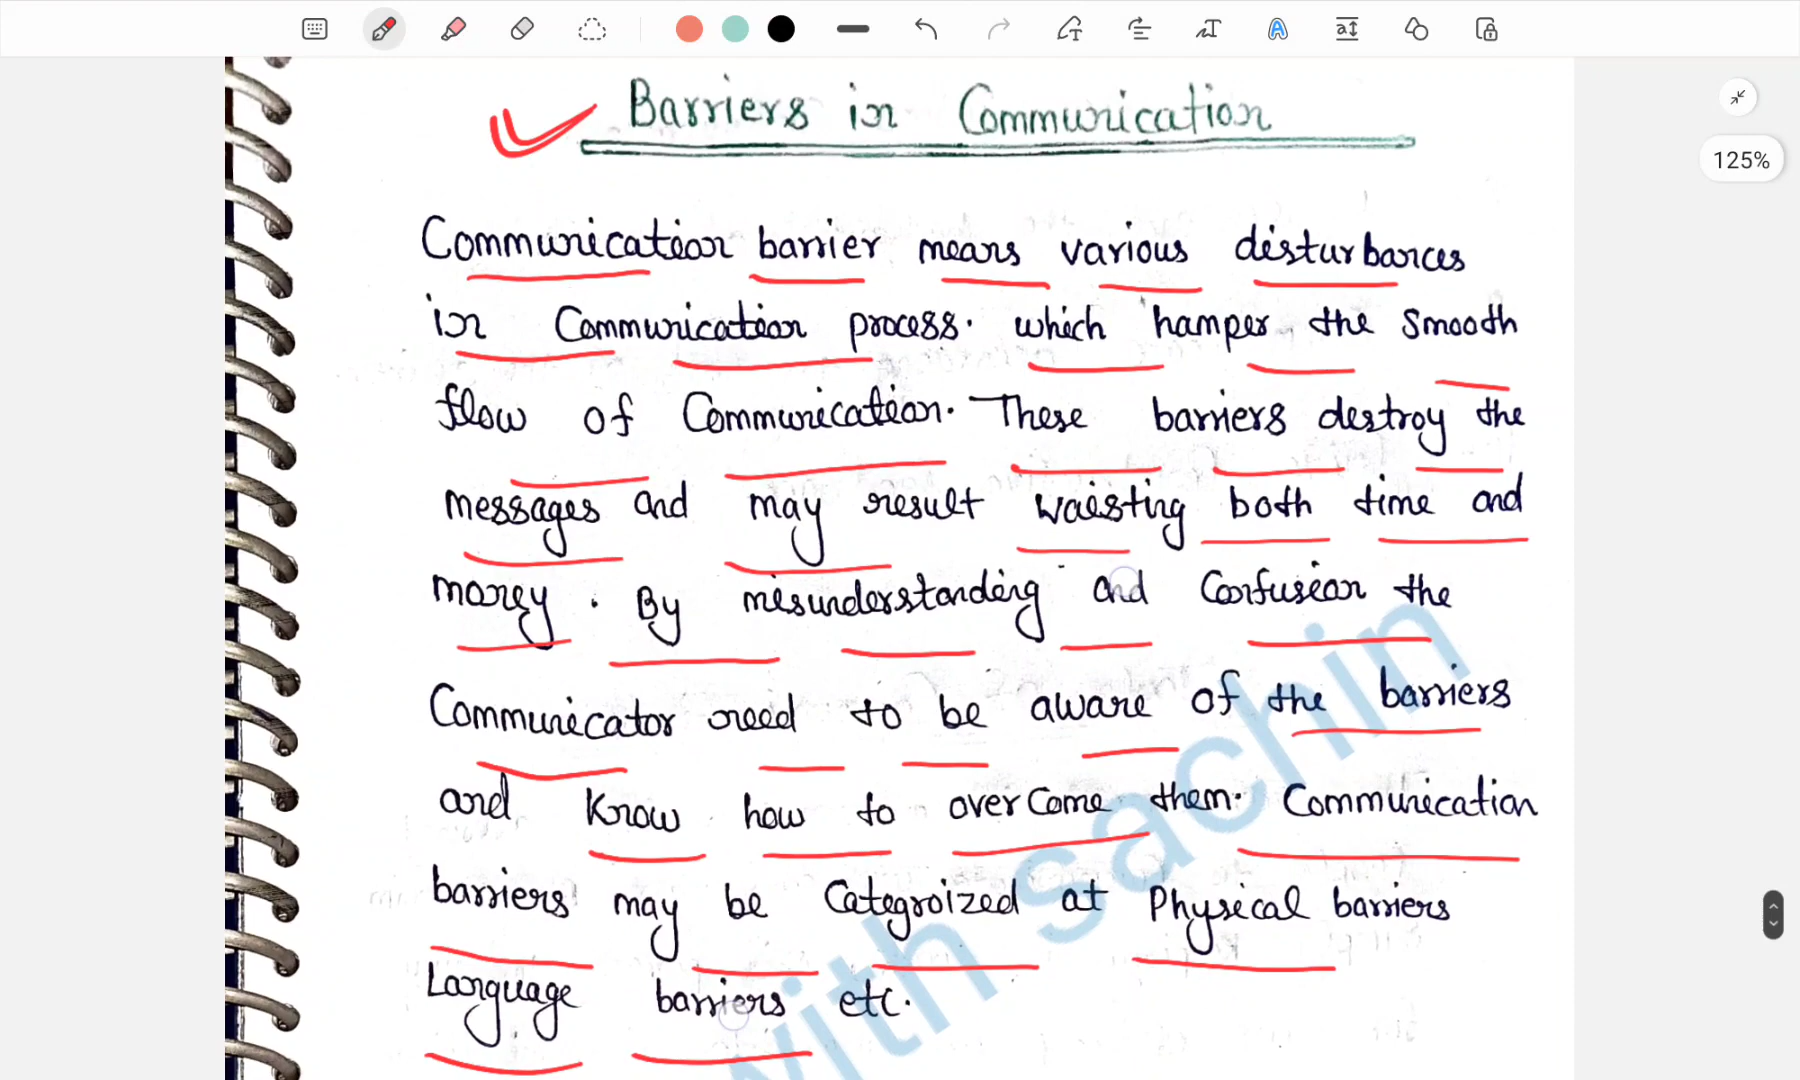 125%
Barriers in Communication
Communication barrier means various disturbances
in Communication process. which hamper the smooth
flow of Communication. These barriers destroy the
messages and may result waisting both time and
money. By misunderstanding and Confusion the
Communicator need to be aware of the barriers
and know how to overcome them. Communication
barriers may be Categroized at Physical barriers
Language barriers etc.
with sachin